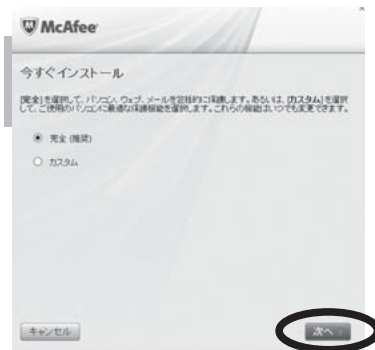 McAfee
今すぐインストール
[完全]を選択して、パソコン、ウェブ、メールを包括的に保護します。あるいは、[カスタム]を選択
して、ご使用のパソコンに最適な保護機能を選択します。これらの機能はいつでも変更できます。
完全 (推奨)
カスタム
キャンセル
次へ